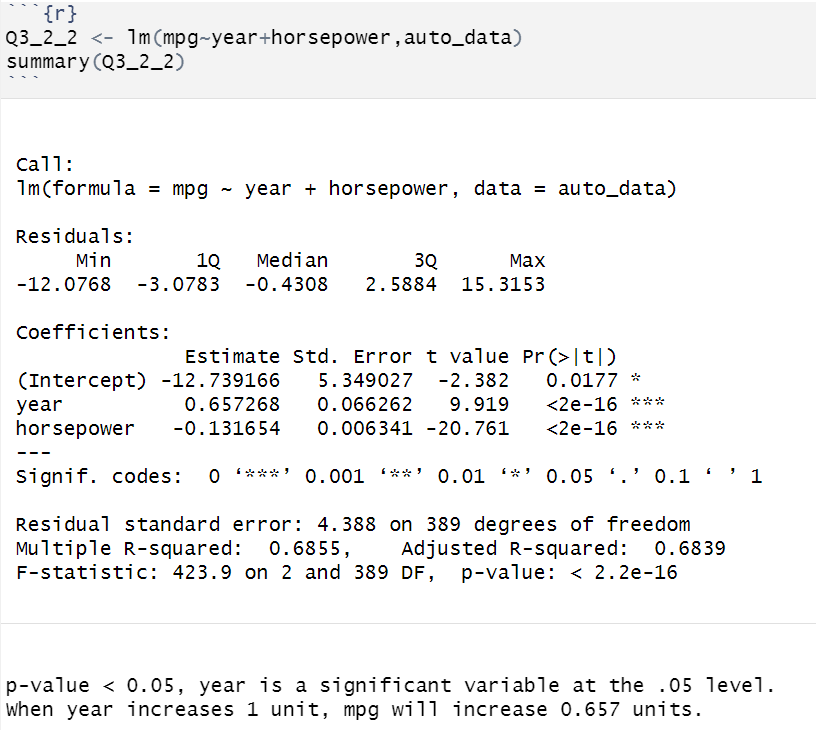 ```{r}
Q3_2_2 <- lm(mpg~year+horsepower,auto_data)
summary(Q3_2_2)
```
Call:
lm(formula = mpg ~ year + horsepower, data = auto_data)
Residuals:
     Min       1Q   Median       3Q      Max
-12.0768  -3.0783  -0.4308   2.5884  15.3153
Coefficients:
              Estimate Std. Error t value Pr(>|t|)
(Intercept) -12.739166   5.349027  -2.382   0.0177 *
year          0.657268   0.066262   9.919   <2e-16 ***
horsepower   -0.131654   0.006341 -20.761   <2e-16 ***
---
Signif. codes:  0 ‘***’ 0.001 ‘**’ 0.01 ‘*’ 0.05 ‘.’ 0.1 ‘ ’ 1
Residual standard error: 4.388 on 389 degrees of freedom
Multiple R-squared:  0.6855,	Adjusted R-squared:  0.6839
F-statistic: 423.9 on 2 and 389 DF,  p-value: < 2.2e-16
p-value < 0.05, year is a significant variable at the .05 level.
When year increases 1 unit, mpg will increase 0.657 units.